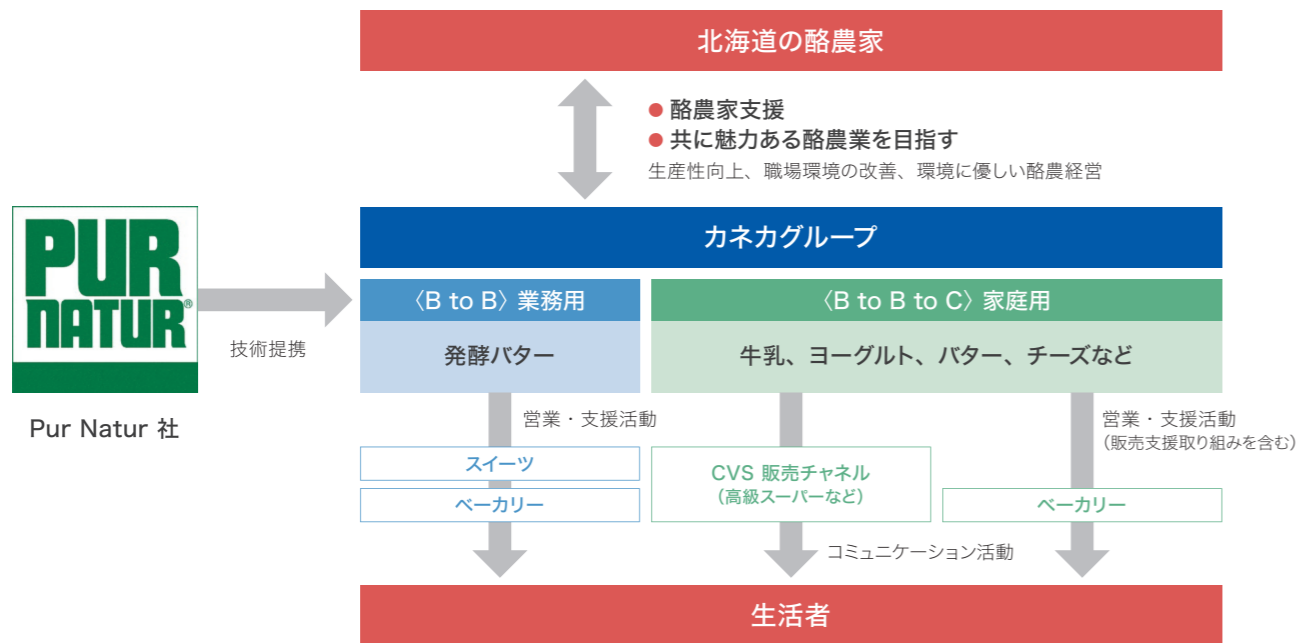 北海道の酪農家
● 酪農家支援
● 共に魅力ある酪農業を目指す
生産性向上、職場環境の改善、環境に優しい酪農経営
PUR
NATUR®
Pur Natur 社
技術提携
カネカグループ
〈B to B〉業務用
発酵バター
〈B to B to C〉家庭用
牛乳、ヨーグルト、バター、チーズなど
営業・支援活動
スイーツ
ベーカリー
CVS 販売チャネル
（高級スーパーなど）
営業・支援活動
（販売支援取り組みを含む）
ベーカリー
コミュニケーション活動
生活者